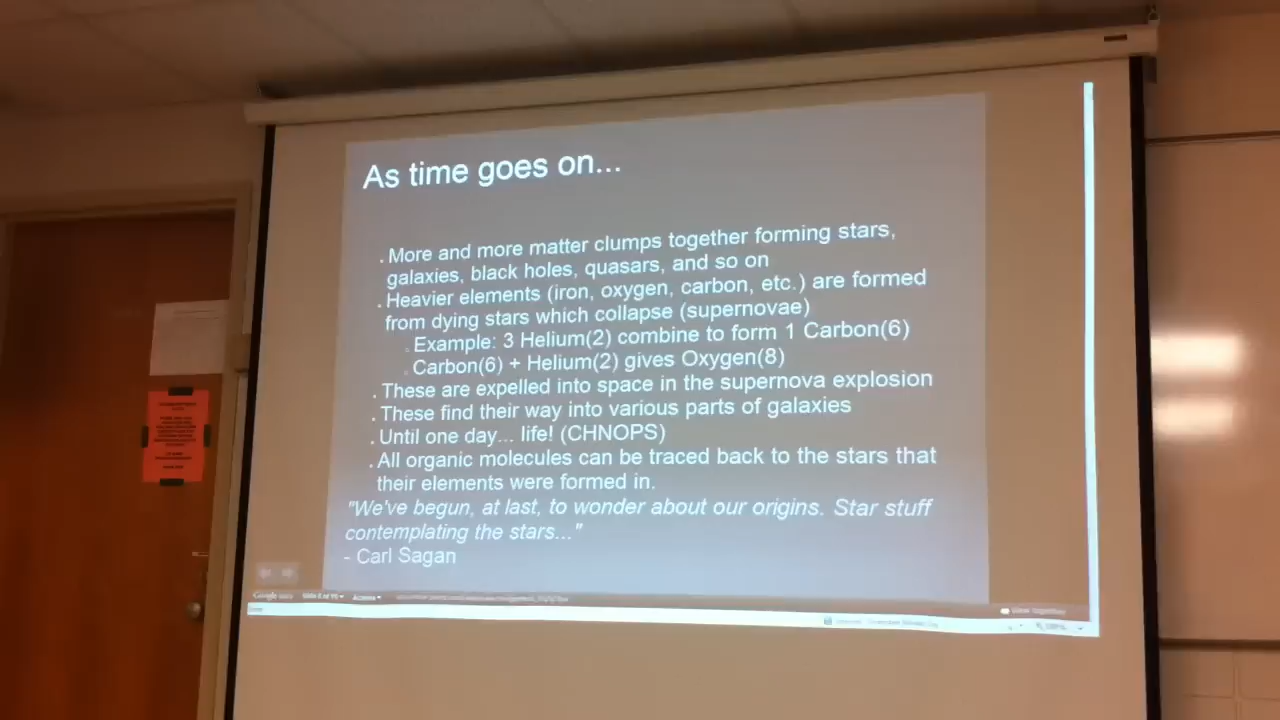 As time goes on...
. More and more matter clumps together forming stars,
galaxies, black holes, quasars, and so on
. Heavier elements (iron, oxygen, carbon, etc.) are formed
from dying stars which collapse (supernovae)
. Example: 3 Helium(2) combine to form 1 Carbon(6)
. Carbon(6) + Helium(2) gives Oxygen(8)
. These are expelled into space in the supernova explosion
. These find their way into various parts of galaxies
. Until one day... life! (CHNOPS)
. All organic molecules can be traced back to the stars that
their elements were formed in.
"We've begun, at last, to wonder about our origins. Star stuff
contemplating the stars..."
- Carl Sagan
Google docs
Actions